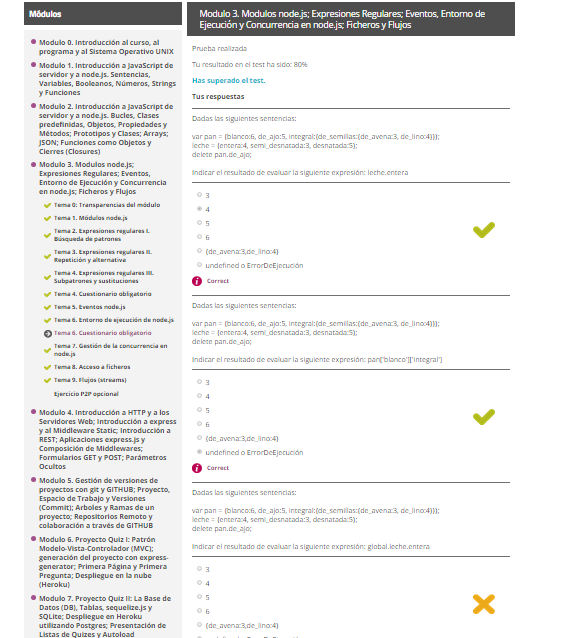 Módulos
Modulo 0. Introducción al curso, al
programa y al Sistema Operativo UNIX
Modulo 1. Introducción a JavaScript de
servidor y a node.js. Sentencias,
Variables, Booleanos, Números, Strings
y Funciones
Modulo 2. Introducción a JavaScript de
servidor y a node.js. Bucles, Clases
predefinidas, Objetos, Propiedades y
Métodos; Prototipos y Clases; Arrays;
JSON; Funciones como Objetos y
Cierres (Closures)
Modulo 3. Modulos node.js;
Expresiones Regulares; Eventos,
Entorno de Ejecución y Concurrencia
en node.js; Ficheros y Flujos
Tema 0: Transparencias del módulo
Tema 1. Módulos node.js
Tema 2. Expresiones regulares I.
Búsqueda de patrones
Tema 3. Expresiones regulares II.
Repetición y alternativa
Tema 4. Expresiones regulares III.
Subpatrones y sustituciones
Tema 4. Cuestionario obligatorio
Tema 5. Eventos node.js
Tema 6. Entorno de ejecución de node.js
Tema 6. Cuestionario obligatorio
Tema 7. Gestión de la concurrencia en
node.js
Tema 8. Acceso a ficheros
Tema 9. Flujos (streams)
Ejercicio P2P opcional
Modulo 4. Introducción a HTTP y a los
Servidores Web; Introducción a express
y al Middleware Static; Introducción a
REST; Aplicaciones express.js y
Composición de Middlewares;
Formularios GET y POST; Parámetros
Ocultos
Modulo 5. Gestión de versiones de
proyectos con git y GITHUB; Proyecto,
Espacio de Trabajo y Versiones
(Commit); Arboles y Ramas de un
proyecto; Repositorios Remoto y
colaboración a través de GITHUB
Modulo 6. Proyecto Quiz I: Patrón
Modelo-Vista-Controlador (MVC);
generación del proyecto con express-
generator; Primera Página y Primera
Pregunta; Despliegue en la nube
(Heroku)
Modulo 7. Proyecto Quiz II: La Base de
Datos (DB), Tablas, sequelize.js y
SQLite; Despliegue en Heroku
utilizando Postgres; Presentación de
Listas de Quizes y Autoload
Modulo 3. Modulos node.js; Expresiones Regulares; Eventos, Entorno de
Ejecución y Concurrencia en node.js; Ficheros y Flujos
Prueba realizada
Tu resultado en el test ha sido: 80%
Has superado el test.
Tus respuestas
Dadas las siguientes sentencias:
var pan = {blanco:6, de_ajo:5, integral:{de_semillas:{de_avena:3, de_lino:4}}};
leche = {entera:4, semi_desnatada:3, desnatada:5};
delete pan.de_ajo;
Indicar el resultado de evaluar la siguiente expresión: leche.entera
3
4
5
6
{de_avena:3,de_lino:4}
undefined o ErrorDeEjecución
Correct
Dadas las siguientes sentencias:
var pan = {blanco:6, de_ajo:5, integral:{de_semillas:{de_avena:3, de_lino:4}}};
leche = {entera:4, semi_desnatada:3, desnatada:5};
delete pan.de_ajo;
Indicar el resultado de evaluar la siguiente expresión: pan['blanco']['integral']
3
4
5
6
{de_avena:3,de_lino:4}
undefined o ErrorDeEjecución
Correct
Dadas las siguientes sentencias:
var pan = {blanco:6, de_ajo:5, integral:{de_semillas:{de_avena:3, de_lino:4}}};
leche = {entera:4, semi_desnatada:3, desnatada:5};
delete pan.de_ajo;
Indicar el resultado de evaluar la siguiente expresión: global.leche.entera
3
4
5
6
{de_avena:3,de_lino:4}